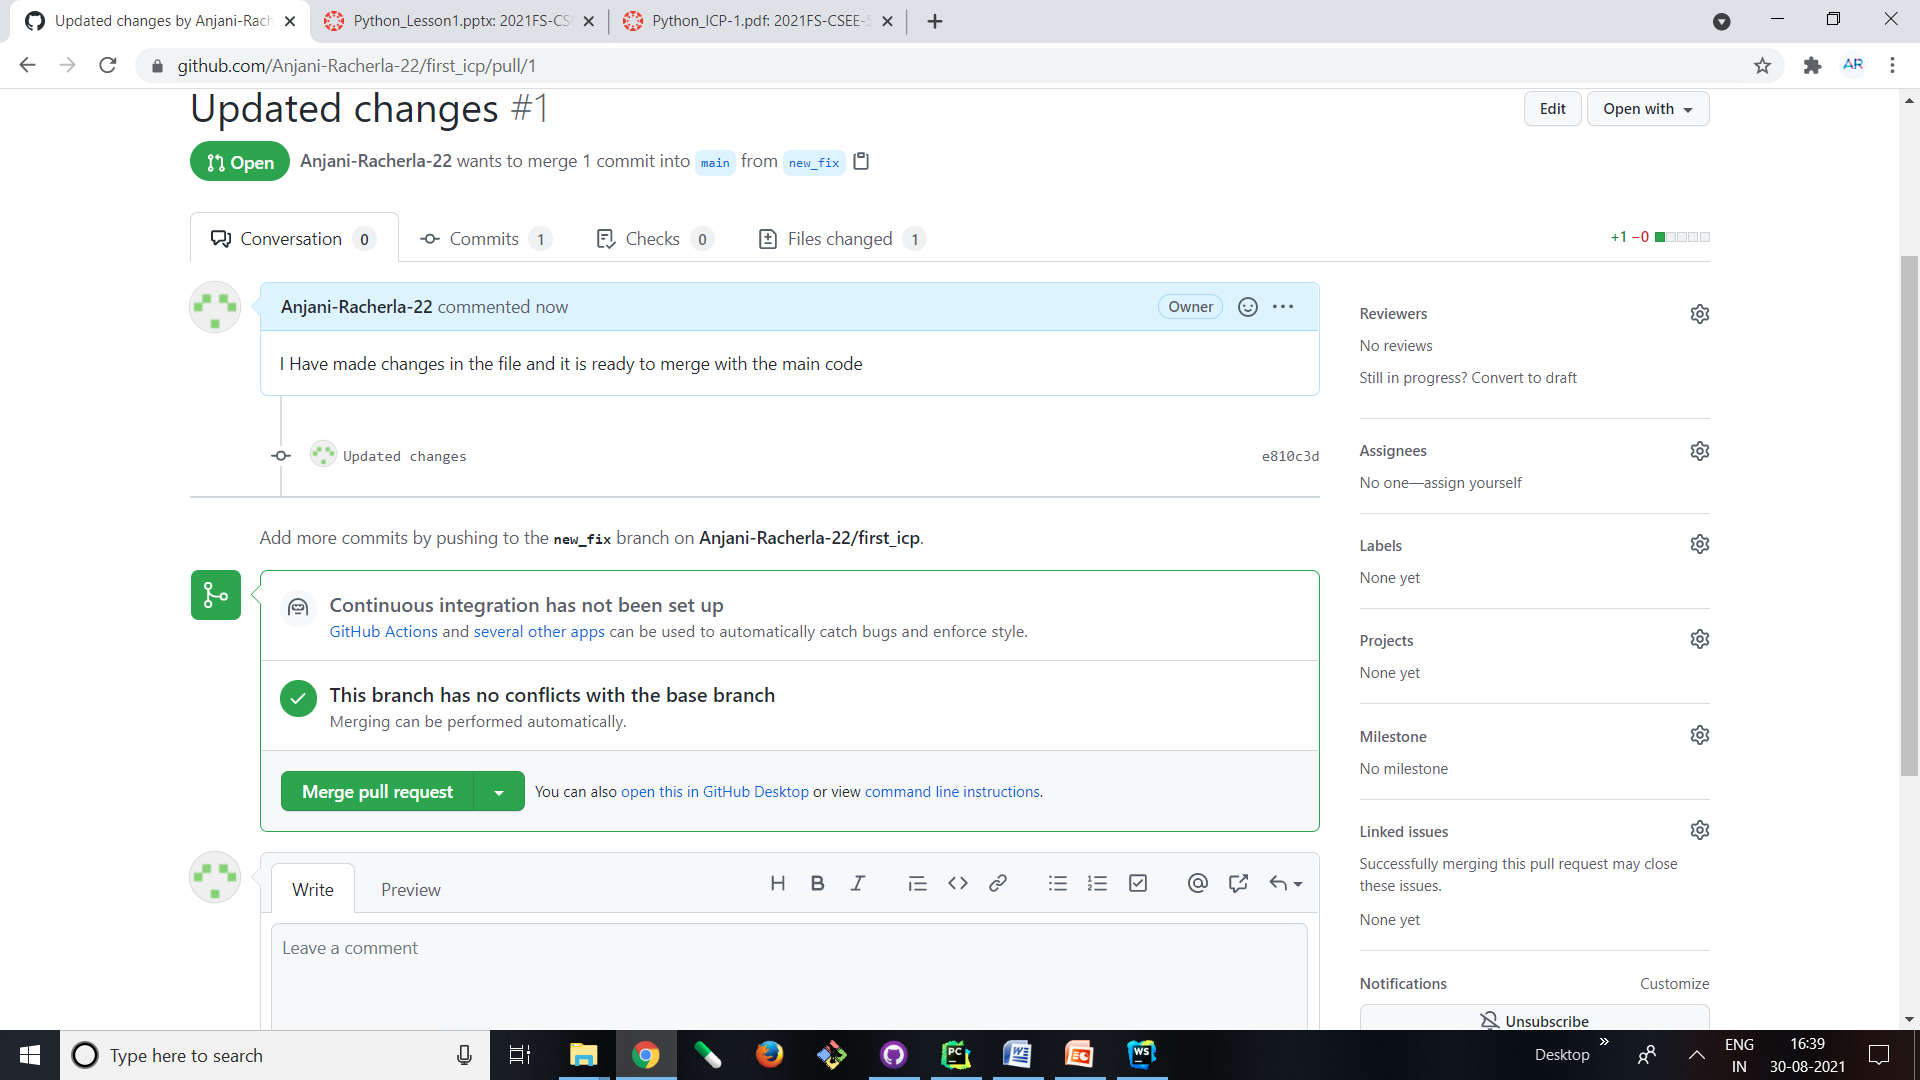 Updated changes by Anjani-Rach
Python_Lesson1.pptx: 2021FS-CS
Python_ICP-1.pdf: 2021FS-CSEE-5
github.com/Anjani-Racherla-22/first_icp/pull/1
AR
Updated changes #1
Edit
Open with
Open
Anjani-Racherla-22 wants to merge 1 commit into main from new_fix
Conversation 0
Commits 1
Checks 0
Files changed 1
+1 −0
Anjani-Racherla-22 commented now
Owner
I Have made changes in the file and it is ready to merge with the main code
Updated changes
e810c3d
Add more commits by pushing to the new_fix branch on Anjani-Racherla-22/first_icp.
Continuous integration has not been set up
GitHub Actions and several other apps can be used to automatically catch bugs and enforce style.
This branch has no conflicts with the base branch
Merging can be performed automatically.
Merge pull request
You can also open this in GitHub Desktop or view command line instructions.
Write
Preview
H B I
@
Leave a comment
Reviewers
No reviews
Still in progress? Convert to draft
Assignees
No one—assign yourself
Labels
None yet
Projects
None yet
Milestone
No milestone
Linked issues
Successfully merging this pull request may close
these issues.
None yet
Notifications
Customize
Unsubscribe
Type here to search
PC
W
WS
Desktop
ENG
IN
16:39
30-08-2021